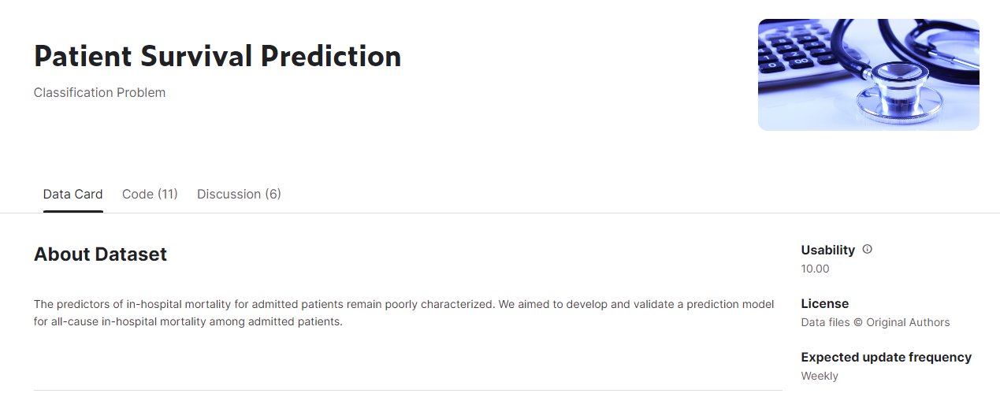 Patient Survival Prediction
Classification Problem
Data Card
Code (11)
Discussion (6)
About Dataset
The predictors of in-hospital mortality for admitted patients remain poorly characterized. We aimed to develop and validate a prediction model
for all-cause in-hospital mortality among admitted patients.
Usability
10.00
License
Data files © Original Authors
Expected update frequency
Weekly